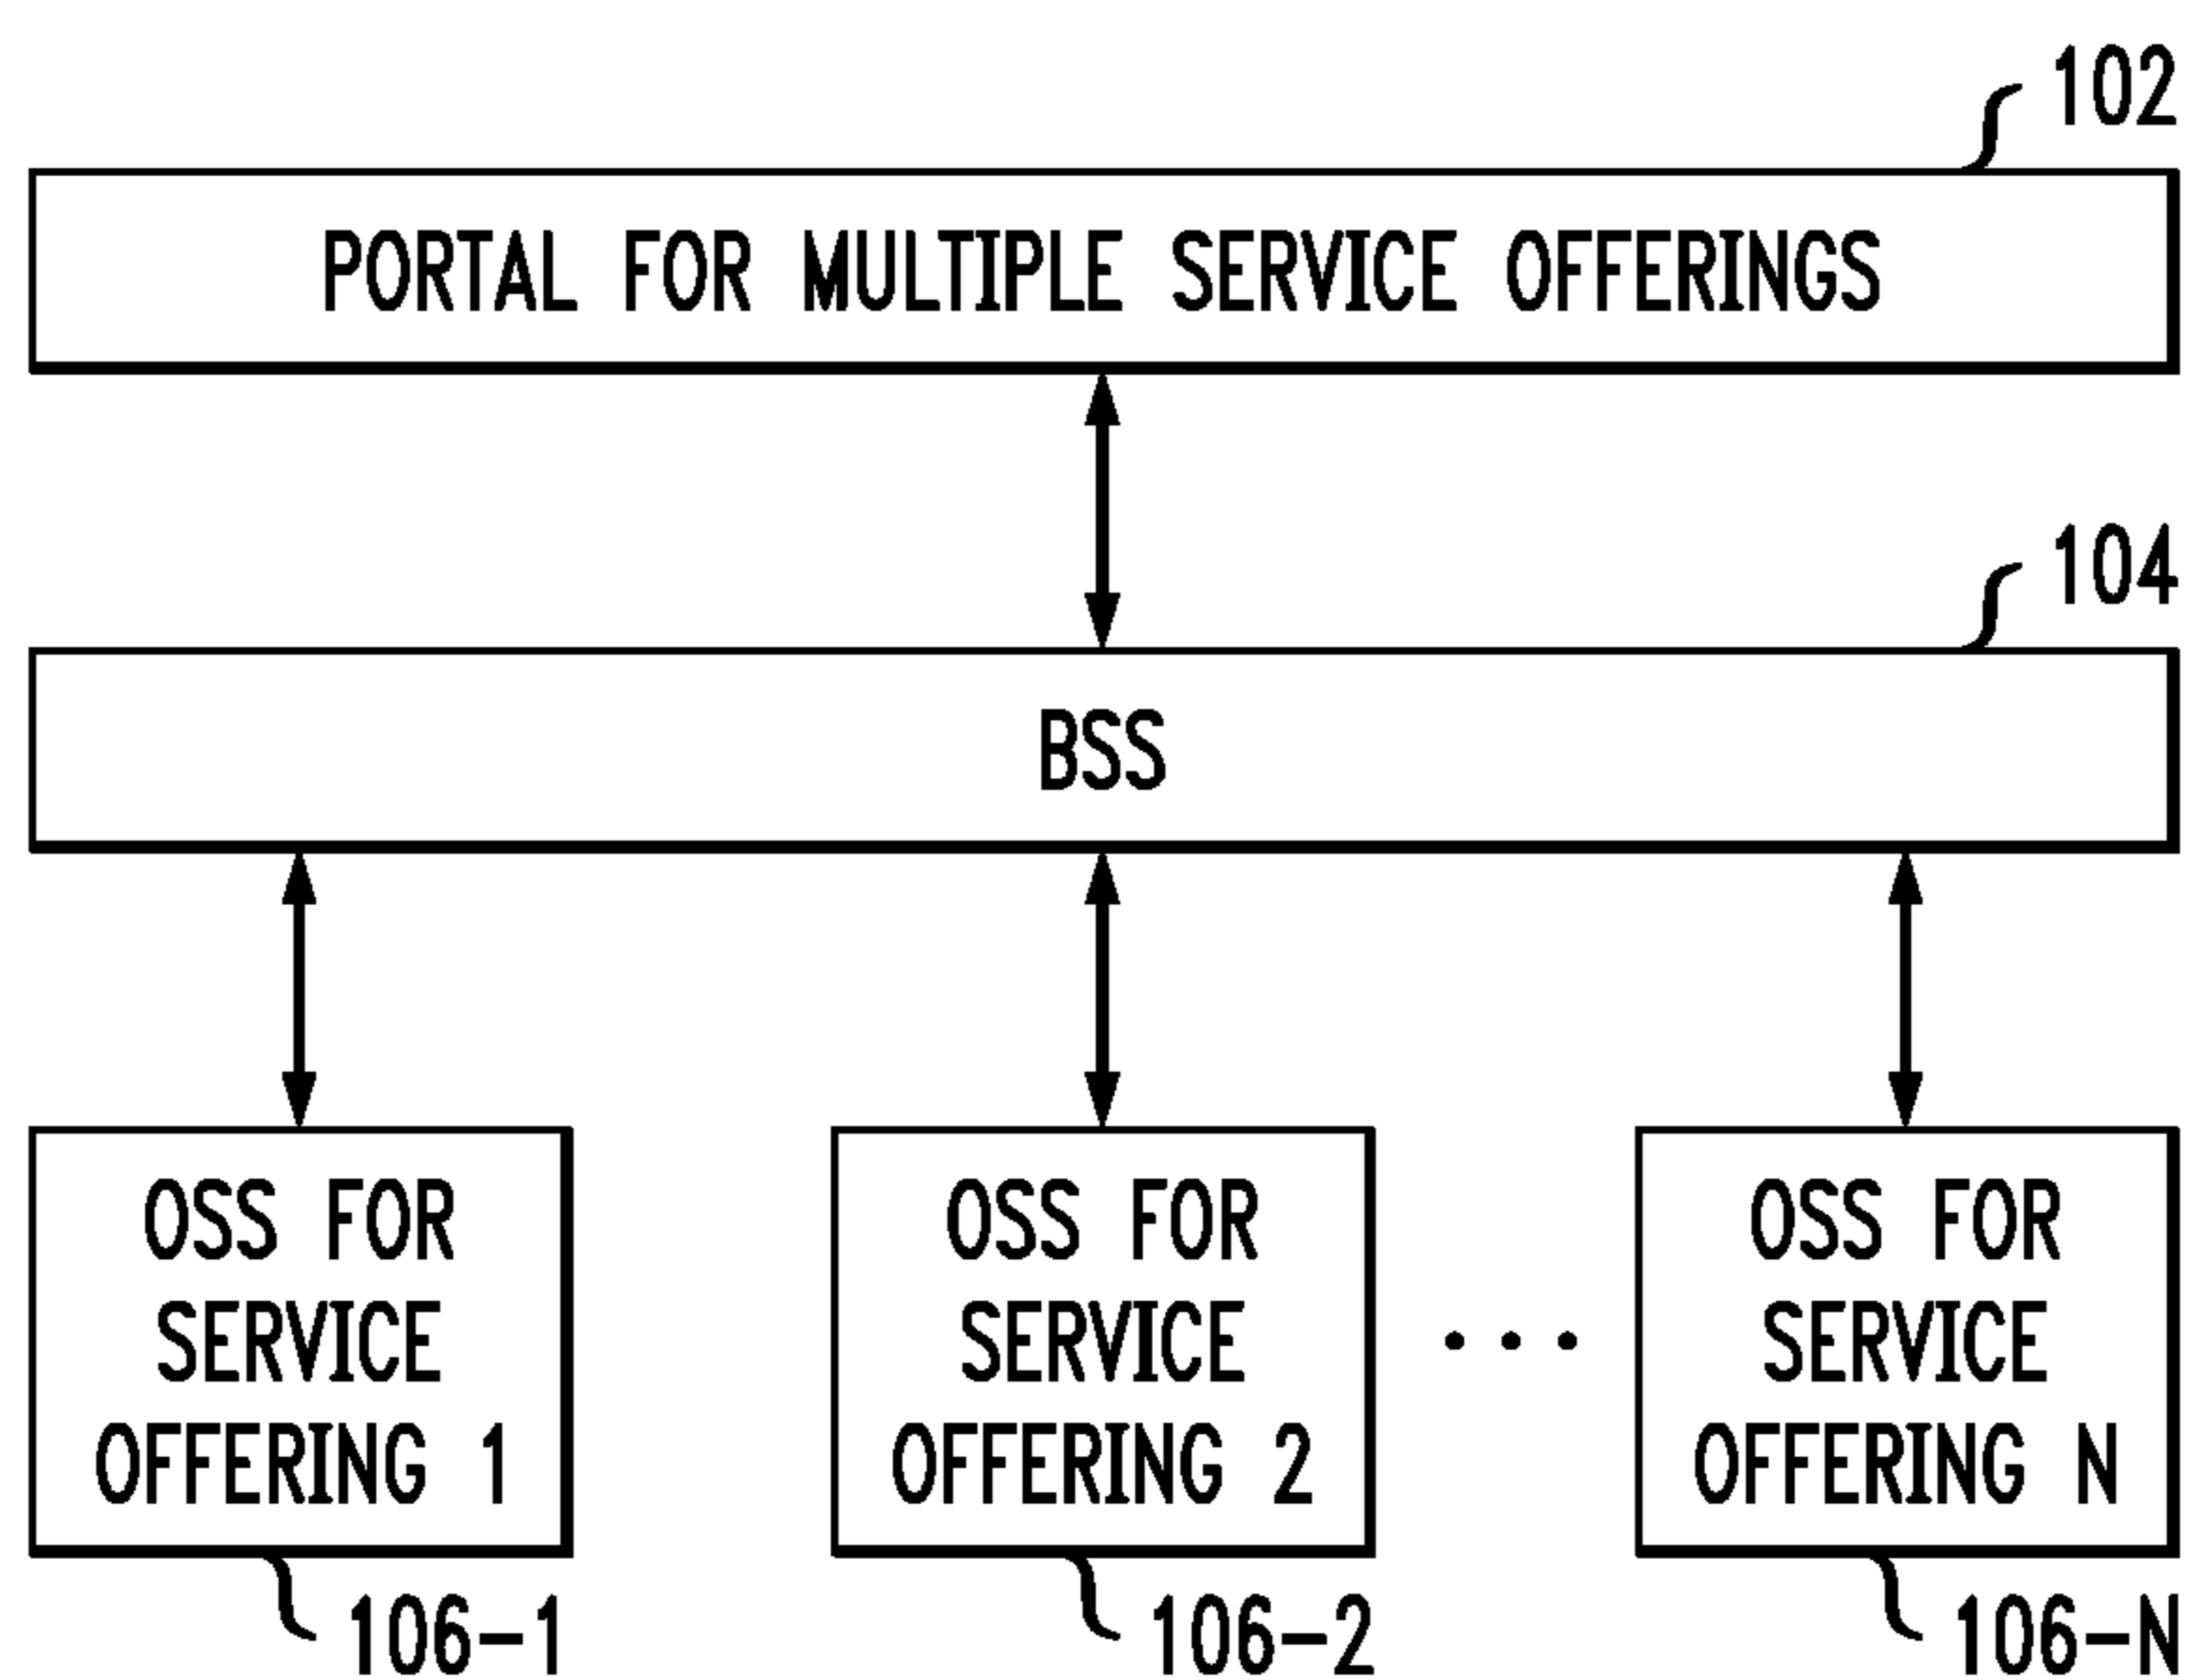 102
PORTAL FOR MULTIPLE SERVICE OFFERINGS
104
BSS
OSS FOR
SERVICE
OFFERING 1
OSS FOR
SERVICE
OFFERING 2
...
OSS FOR
SERVICE
OFFERING N
106-1
106-2
106-N